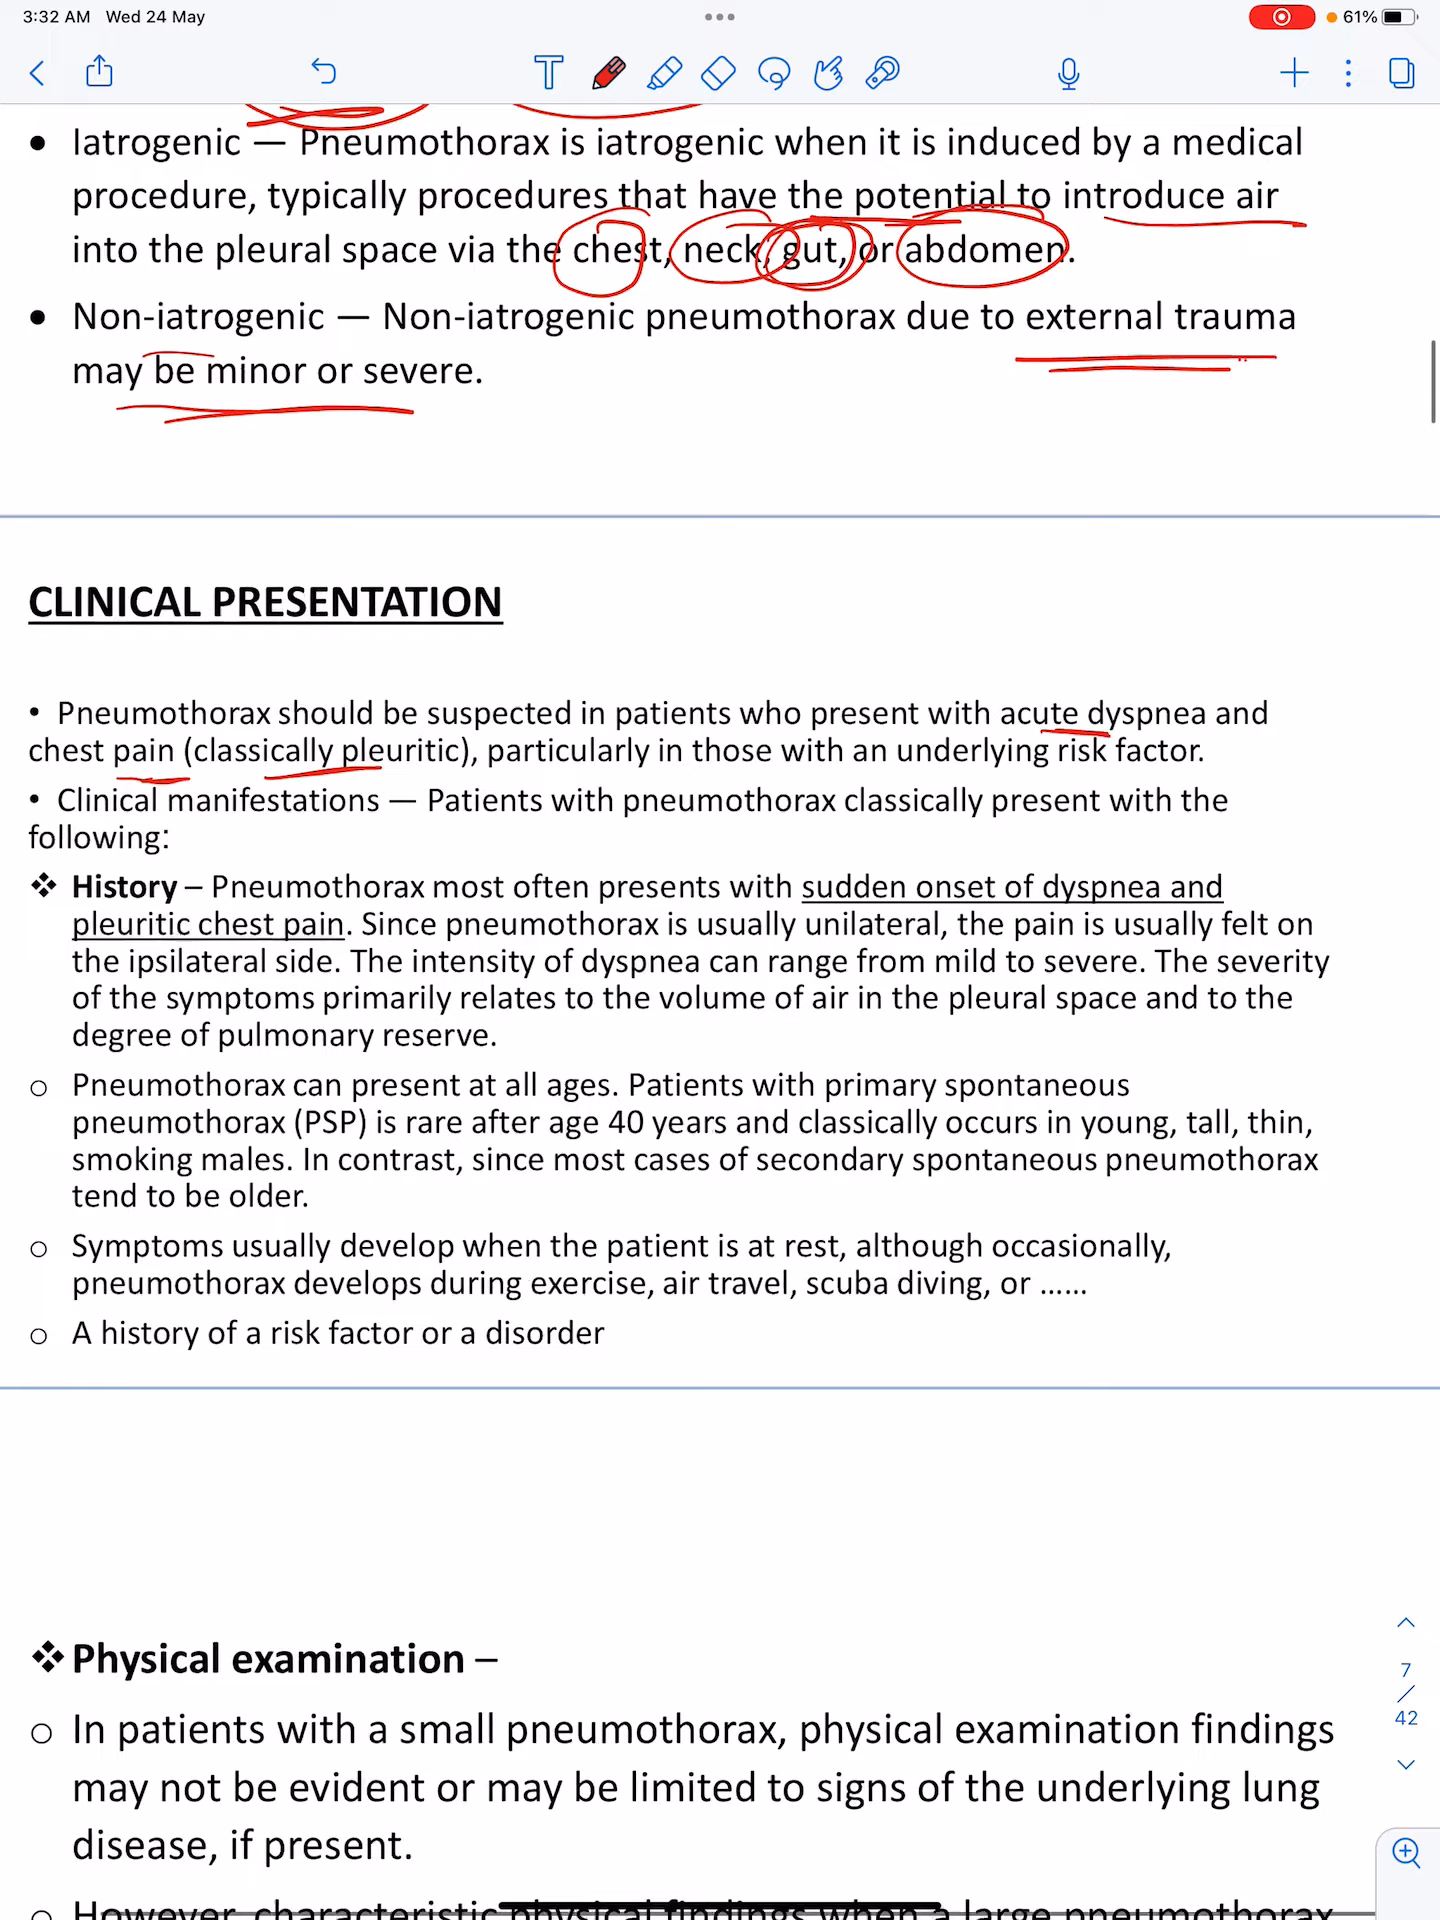 3:32 AM Wed 24 May
61%
• Iatrogenic — Pneumothorax is iatrogenic when it is induced by a medical
procedure, typically procedures that have the potential to introduce air
into the pleural space via the chest, neck, gut, or abdomen.
• Non-iatrogenic — Non-iatrogenic pneumothorax due to external trauma
may be minor or severe.
CLINICAL PRESENTATION
• Pneumothorax should be suspected in patients who present with acute dyspnea and
chest pain (classically pleuritic), particularly in those with an underlying risk factor.
• Clinical manifestations — Patients with pneumothorax classically present with the
following:
❖ History – Pneumothorax most often presents with sudden onset of dyspnea and
pleuritic chest pain. Since pneumothorax is usually unilateral, the pain is usually felt on
the ipsilateral side. The intensity of dyspnea can range from mild to severe. The severity
of the symptoms primarily relates to the volume of air in the pleural space and to the
degree of pulmonary reserve.
o Pneumothorax can present at all ages. Patients with primary spontaneous
pneumothorax (PSP) is rare after age 40 years and classically occurs in young, tall, thin,
smoking males. In contrast, since most cases of secondary spontaneous pneumothorax
tend to be older.
o Symptoms usually develop when the patient is at rest, although occasionally,
pneumothorax develops during exercise, air travel, scuba diving, or ......
o A history of a risk factor or a disorder
❖ Physical examination –
7
/
42
o In patients with a small pneumothorax, physical examination findings
may not be evident or may be limited to signs of the underlying lung
disease, if present.
o However, characteristic physical findings when a large pneumothorax